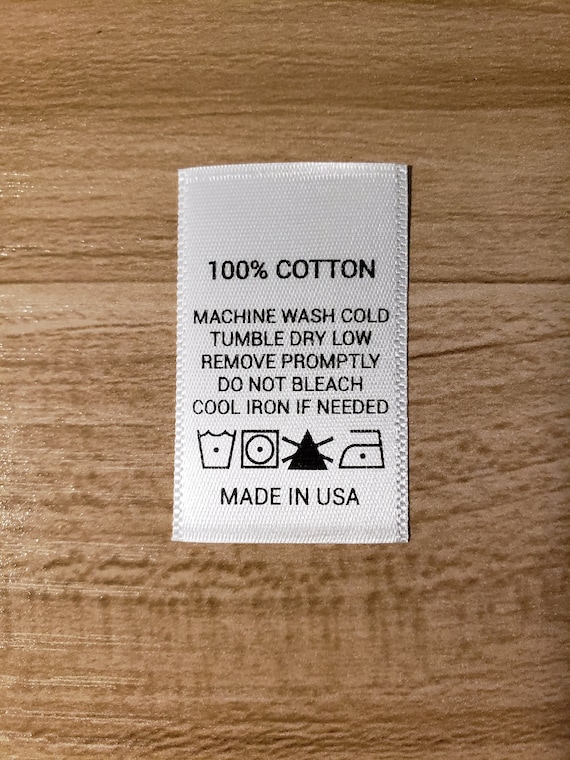 100% COTTON
MACHINE WASH COLD
TUMBLE DRY LOW
REMOVE PROMPTLY
DO NOT BLEACH
COOL IRON IF NEEDED
MADE IN USA